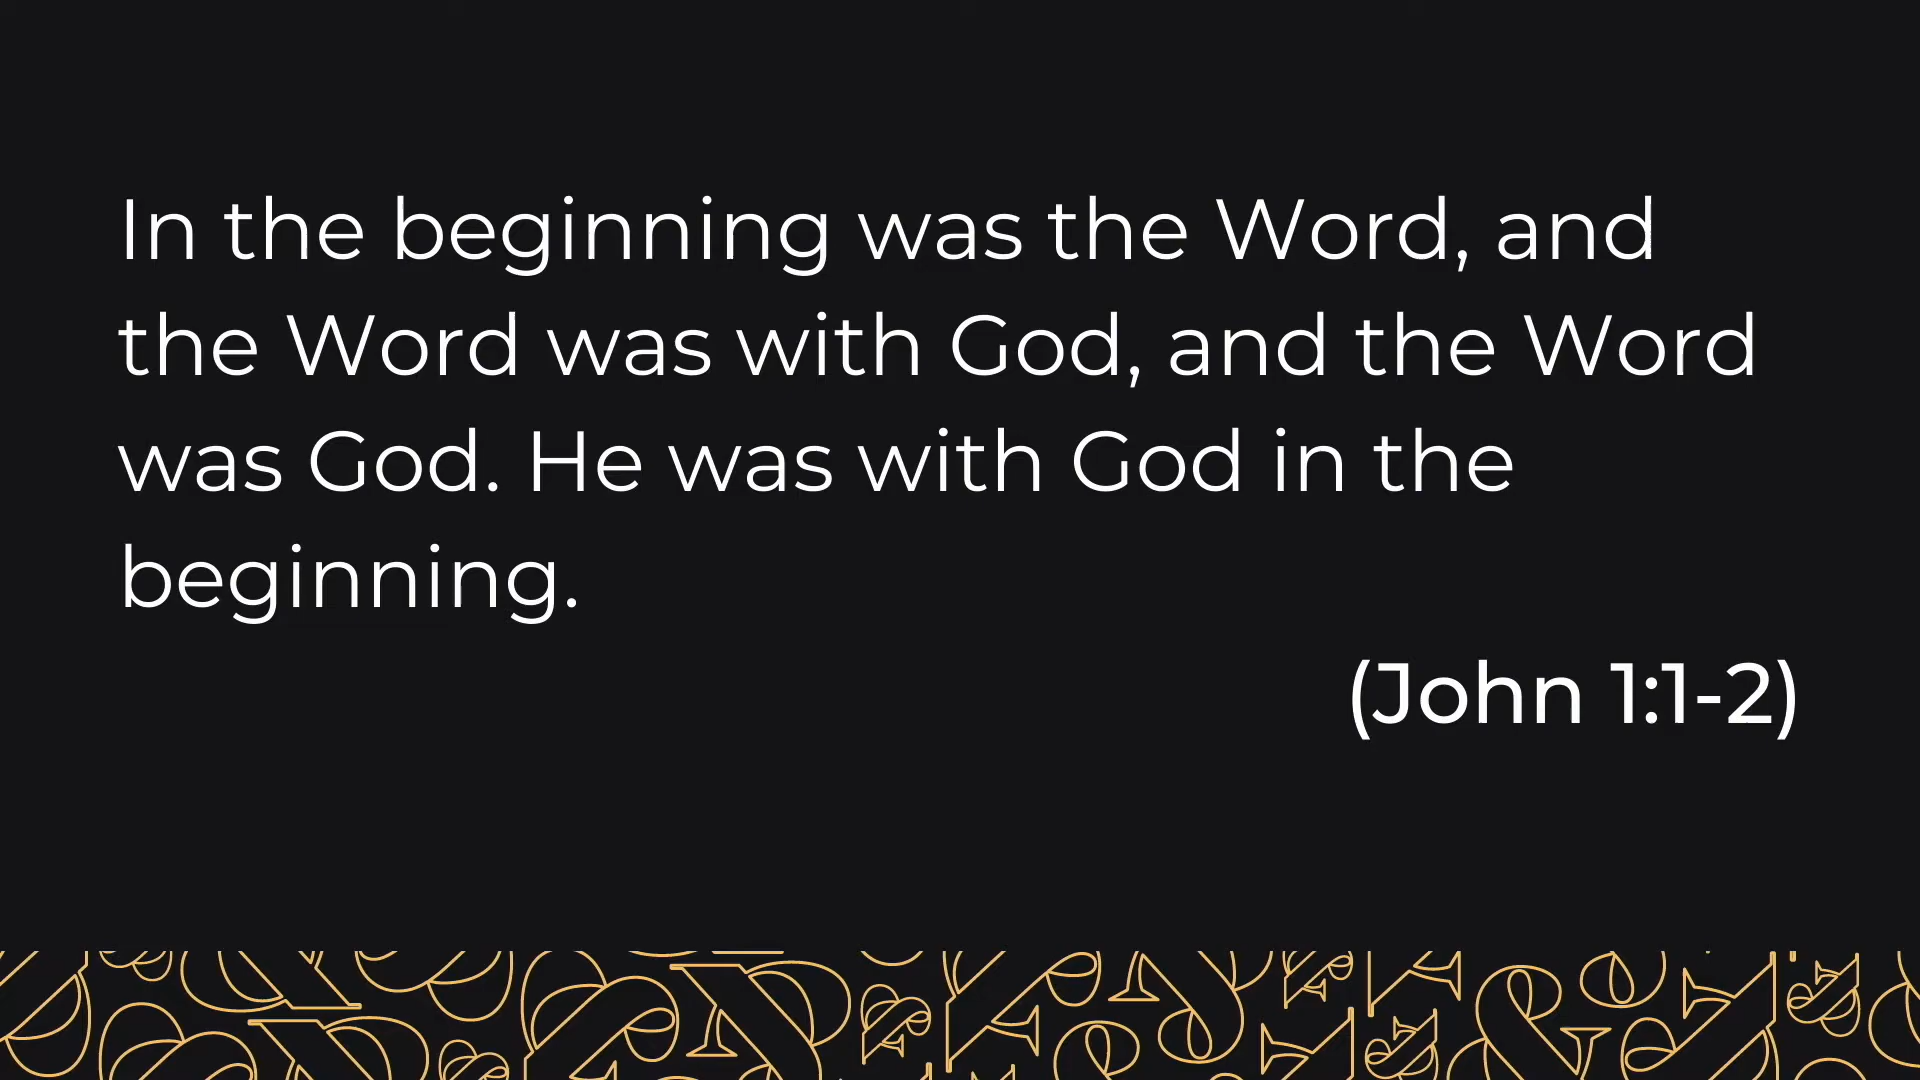 In the beginning was the Word, and
the Word was with God, and the Word
was God. He was with God in the
beginning.
(John 1:1-2)